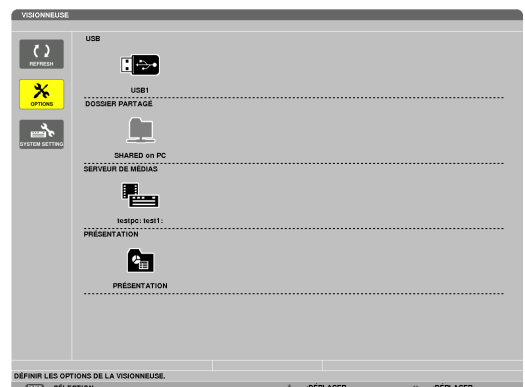 VISIONNEUSE
USB
REFRESH
USB1
OPTIONS
DOSSIER PARTAGÉ
SYSTEM SETTING
SHARED on PC
SERVEUR DE MÉDIAS
testpc: test1:
PRÉSENTATION
PRÉSENTATION
DÉFINIR LES OPTIONS DE LA VISIONNEUSE.